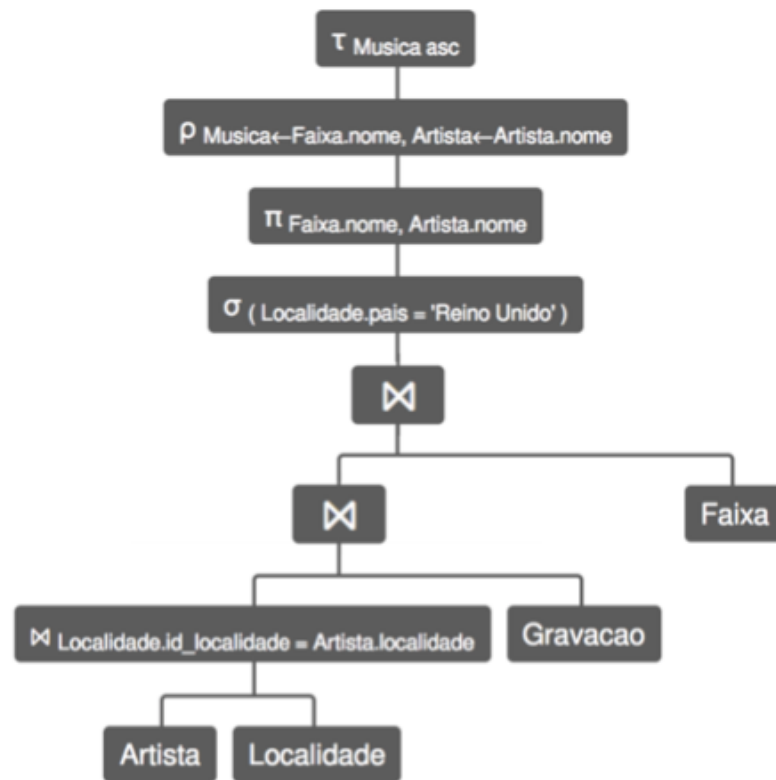 τ Musica asc
ρ Musica←Faixa.nome, Artista←Artista.nome
π Faixa.nome, Artista.nome
σ ( Localidade.pais = 'Reino Unido' )
⋈
⋈
Faixa
⋈ Localidade.id_localidade = Artista.localidade
Gravacao
Artista
Localidade